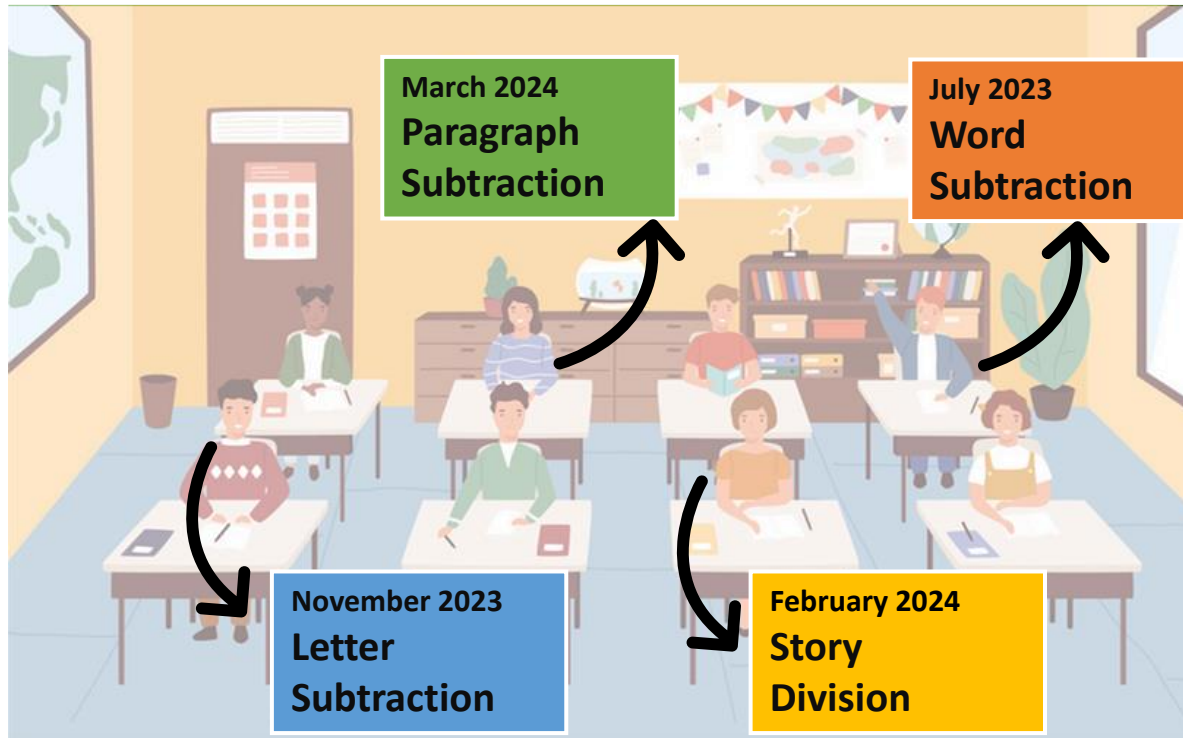 March 2024
Paragraph
Subtraction
July 2023
Word
Subtraction
November 2023
Letter
Subtraction
February 2024
Story
Division